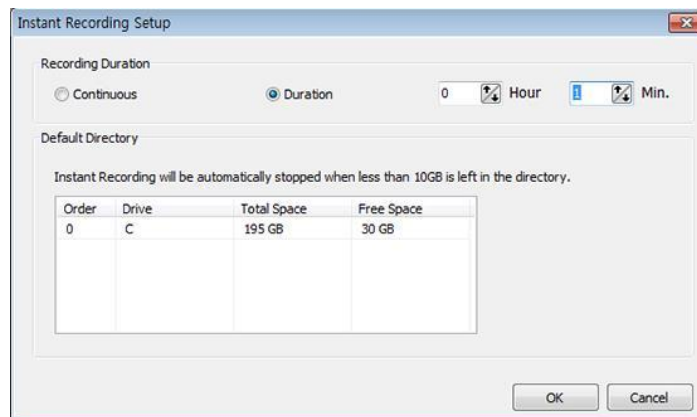 Instant Recording Setup
Recording Duration
Continuous Duration 0 Hour 1 Min.
Default Directory
Instant Recording will be automatically stopped when less than 10GB is left in the directory.
Order Drive Total Space Free Space
0 C 195 GB 30 GB
OK Cancel